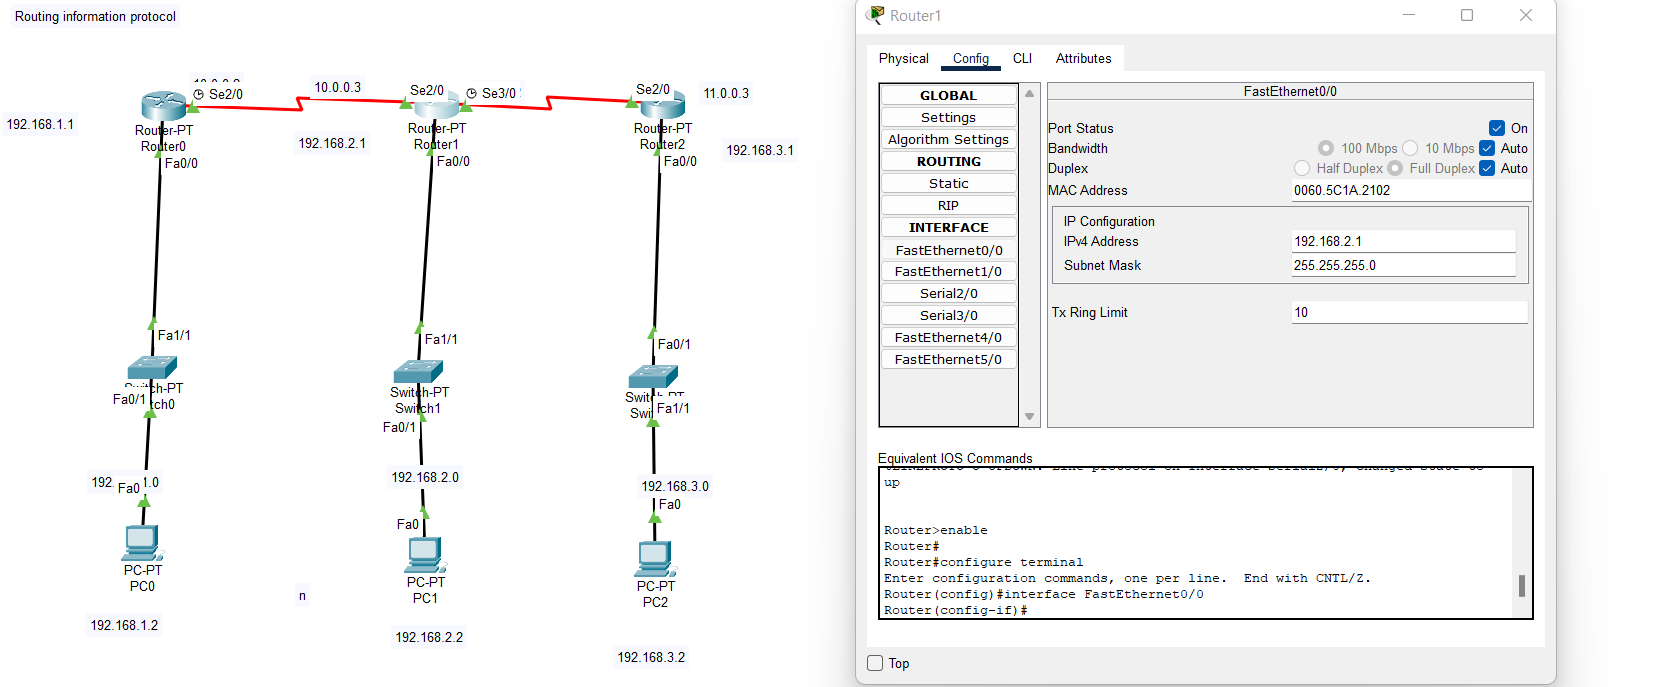 Routing information protocol
Se2/0
10.0.0.3
Se2/0
Se3/0
Se2/0
11.0.0.3
192.168.1.1
Router-PT
Router0
Fa0/0
192.168.2.1
Router-PT
Router1
Fa0/0
Router-PT
Router2
Fa0/0
192.168.3.1
Fa1/1
Fa0/1
Fa1/1
Switch-PT
Switch1
Fa0/1
Fa0/1
Fa1/1
Fa0
192.168.2.0
Fa0
192.168.3.0
Fa0
PC-PT
PC0
PC-PT
PC1
PC-PT
PC2
n
192.168.1.2
192.168.2.2
192.168.3.2
Router1
Physical Config CLI Attributes
GLOBAL
Settings
Algorithm Settings
ROUTING
Static
RIP
INTERFACE
FastEthernet0/0
FastEthernet1/0
Serial2/0
Serial3/0
FastEthernet4/0
FastEthernet5/0
FastEthernet0/0
Port Status On
Bandwidth 100 Mbps 10 Mbps Auto
Duplex Half Duplex Full Duplex Auto
MAC Address 0060.5C1A.2102
IP Configuration
IPv4 Address 192.168.2.1
Subnet Mask 255.255.255.0
Tx Ring Limit 10
Equivalent IOS Commands
up
Router>enable
Router#
Router#configure terminal
Enter configuration commands, one per line. End with CNTL/Z.
Router(config)#interface FastEthernet0/0
Router(config-if)#
Top